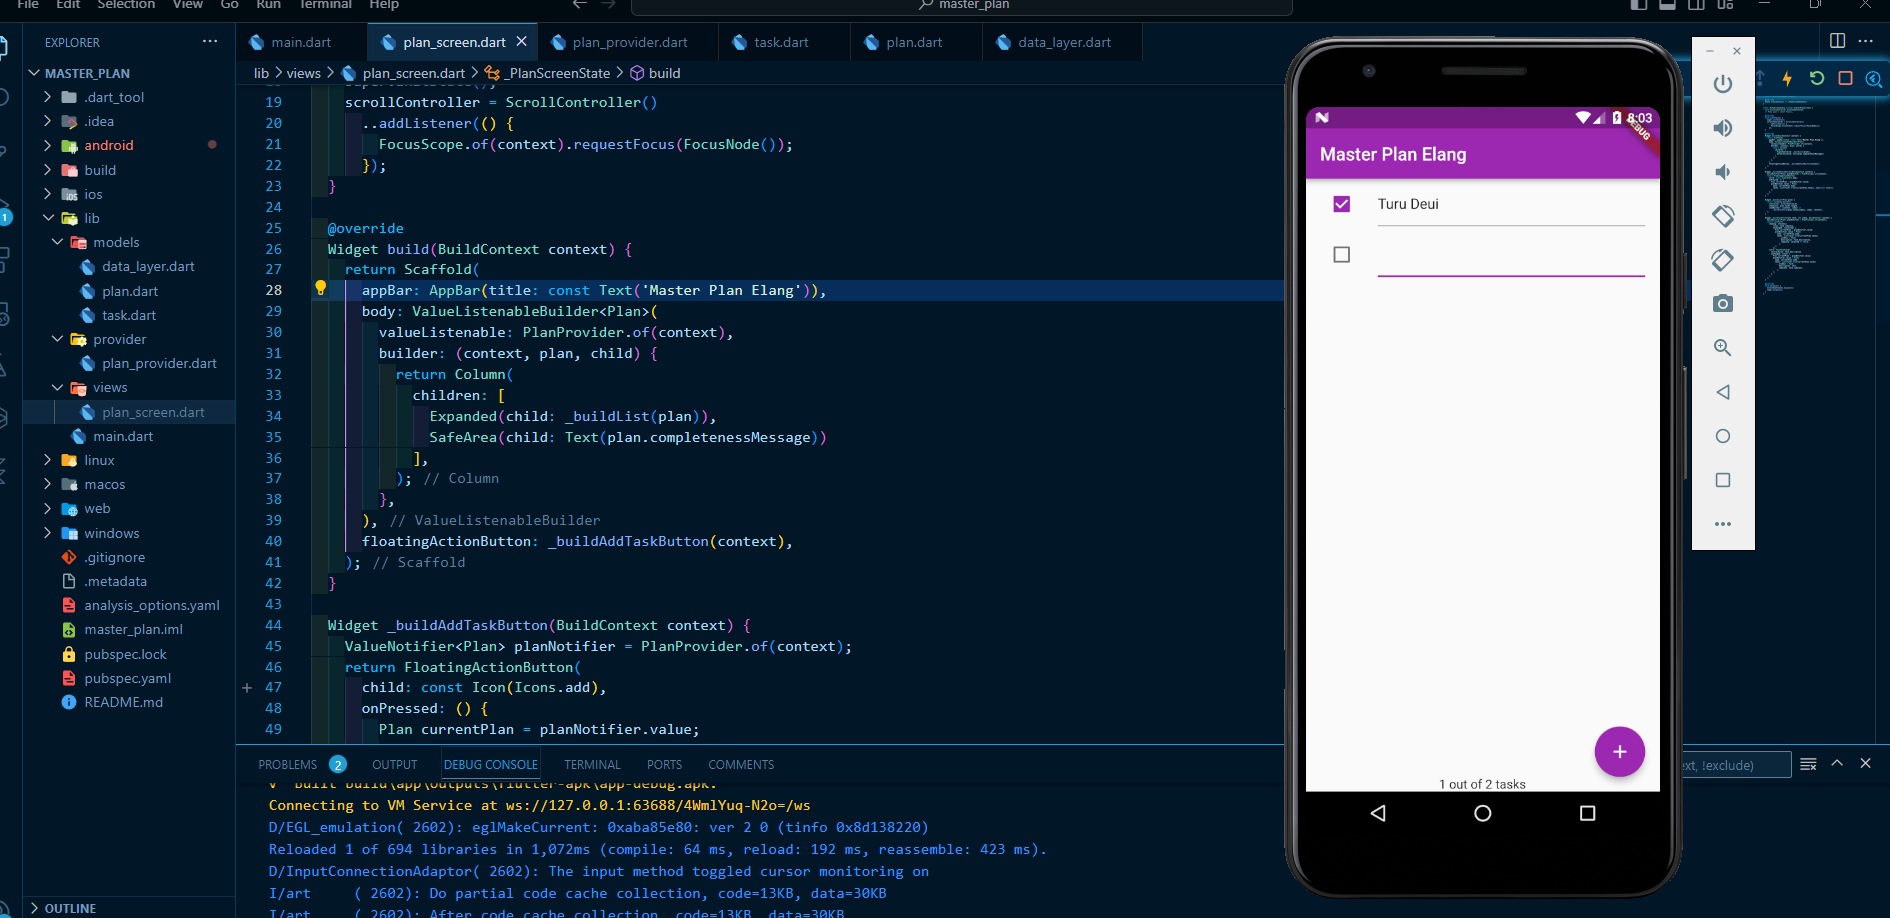 File Edit Selection View Go Run Terminal Help
master_plan
EXPLORER
MASTER_PLAN
.dart_tool
.idea
android
build
ios
lib
models
data_layer.dart
plan.dart
task.dart
provider
plan_provider.dart
views
plan_screen.dart
main.dart
linux
macos
web
windows
.gitignore
.metadata
analysis_options.yaml
master_plan.iml
pubspec.lock
pubspec.yaml
README.md
OUTLINE
1
main.dart plan_screen.dart plan_provider.dart task.dart plan.dart data_layer.dart
lib > views > plan_screen.dart > _PlanScreenState > build
19 scrollController = ScrollController()
20 ..addListener(() {
21 FocusScope.of(context).requestFocus(FocusNode());
22 });
23 }
24
25 @override
26 Widget build(BuildContext context) {
27 return Scaffold(
28 appBar: AppBar(title: const Text('Master Plan Elang')),
29 body: ValueListenableBuilder<Plan>(
30 valueListenable: PlanProvider.of(context),
31 builder: (context, plan, child) {
32 return Column(
33 children: [
34 Expanded(child: _buildList(plan)),
35 SafeArea(child: Text(plan.completenessMessage))
36 ],
37 ); // Column
38 },
39 ), // ValueListenableBuilder
40 floatingActionButton: _buildAddTaskButton(context),
41 ); // Scaffold
42 }
43
44 Widget _buildAddTaskButton(BuildContext context) {
45 ValueNotifier<Plan> planNotifier = PlanProvider.of(context);
46 return FloatingActionButton(
47 child: const Icon(Icons.add),
48 onPressed: () {
49 Plan currentPlan = planNotifier.value;
PROBLEMS 2 OUTPUT DEBUG CONSOLE TERMINAL PORTS COMMENTS
ext, !exclude)
√ Built build\app\outputs\flutter-apk\app-debug.apk.
Connecting to VM Service at ws://127.0.0.1:63688/4WmlYuq-N2o=/ws
D/EGL_emulation( 2602): eglMakeCurrent: 0xaba85e80: ver 2 0 (tinfo 0x8d138220)
Reloaded 1 of 694 libraries in 1,072ms (compile: 64 ms, reload: 192 ms, reassemble: 423 ms).
D/InputConnectionAdaptor( 2602): The input method toggled cursor monitoring on
I/art ( 2602): Do partial code cache collection, code=13KB, data=30KB
I/art ( 2602): After code cache collection, code=13KB, data=30KB
8:03
DEBUG
Master Plan Elang
Turu Deui
1 out of 2 tasks